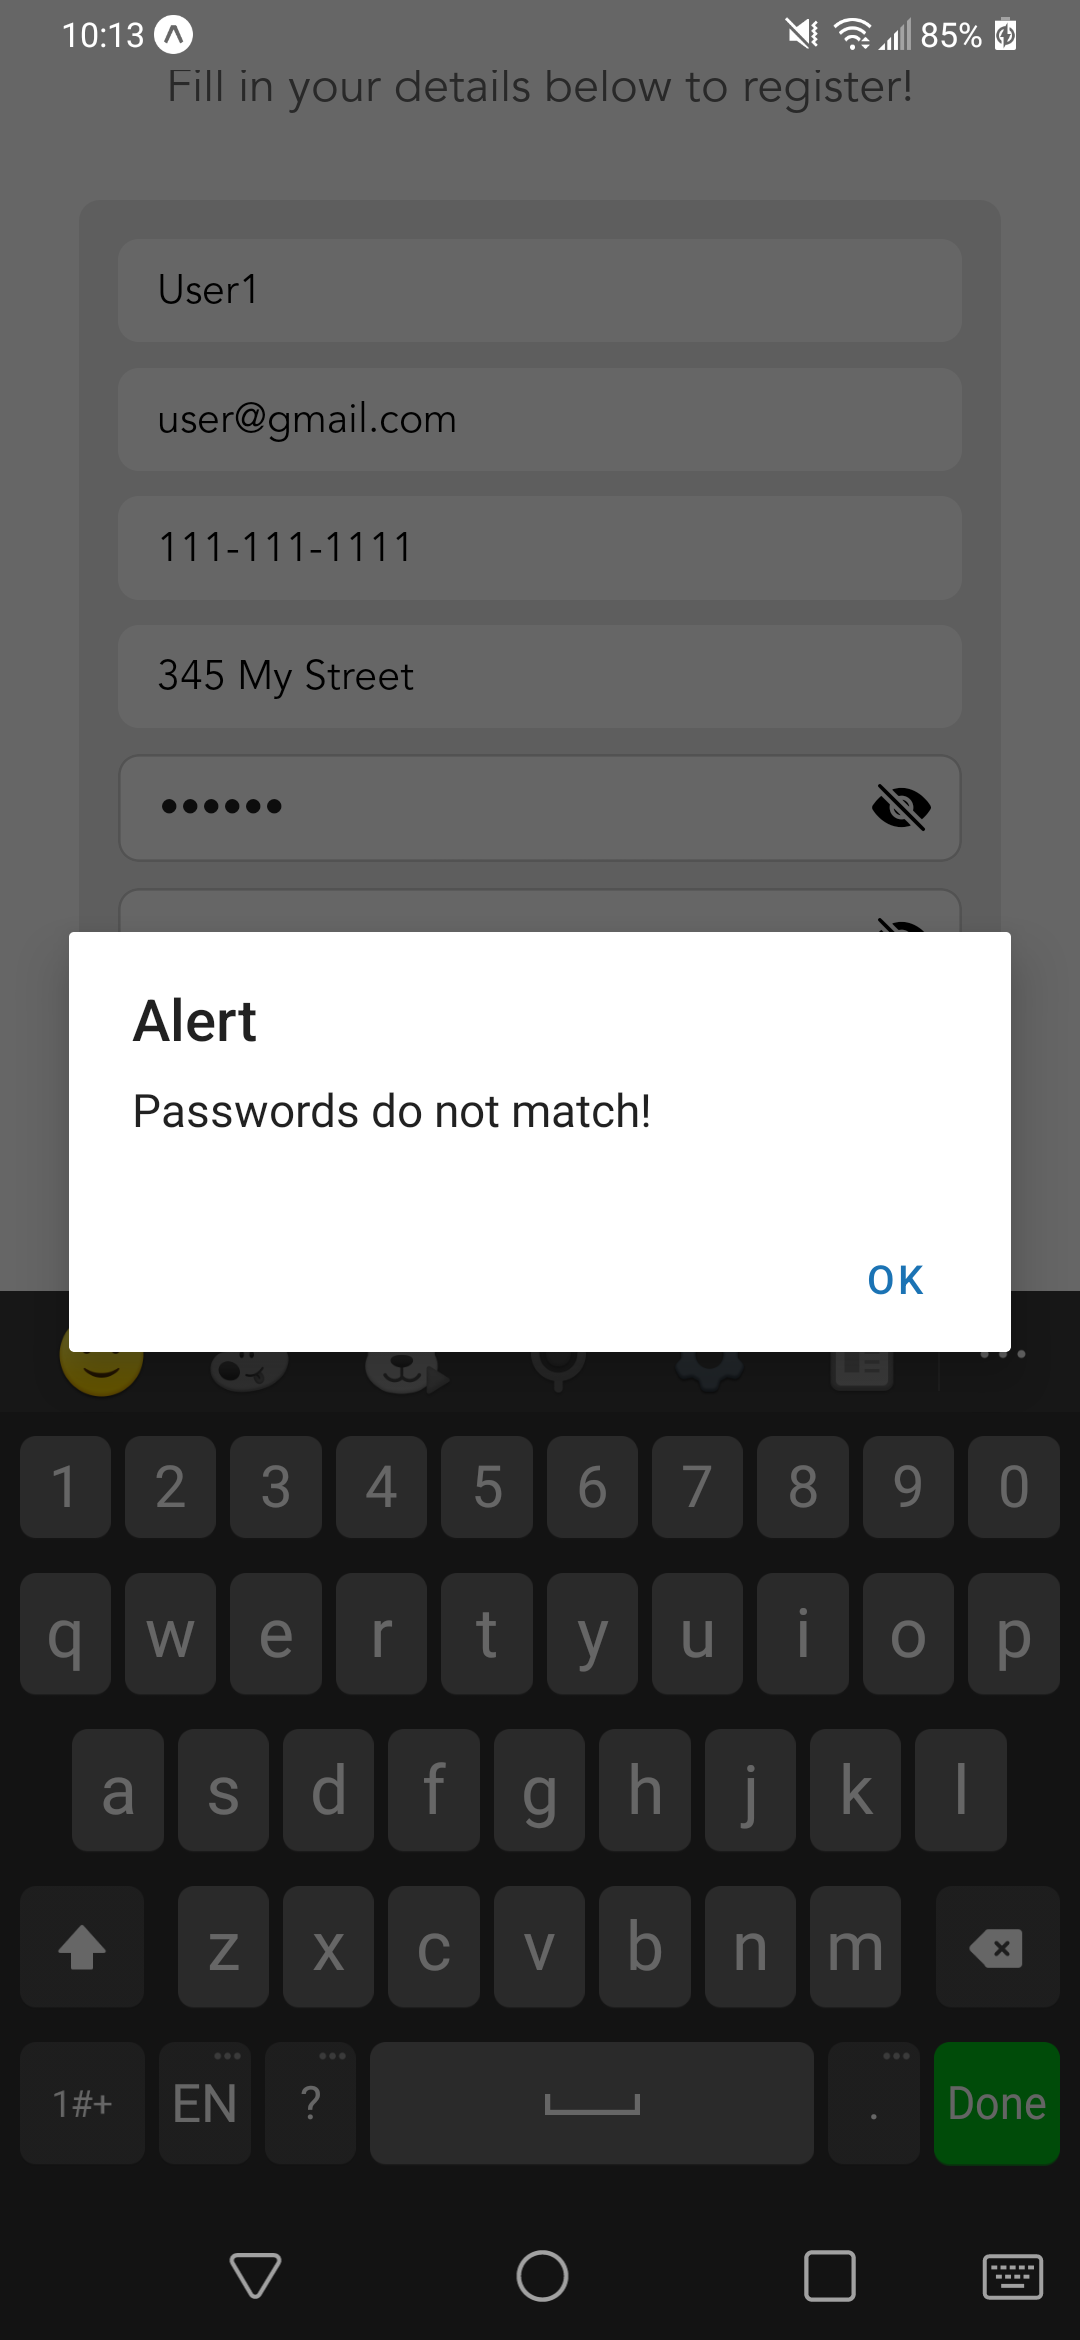 10:13 85%
Fill in your details below to register!
User1
user@gmail.com
111-111-1111
345 My Street
••••••
Alert
Passwords do not match!
OK
1 2 3 4 5 6 7 8 9 0
q w e r t y u i o p
a s d f g h j k l
z x c v b n m
1#+ EN ? . Done